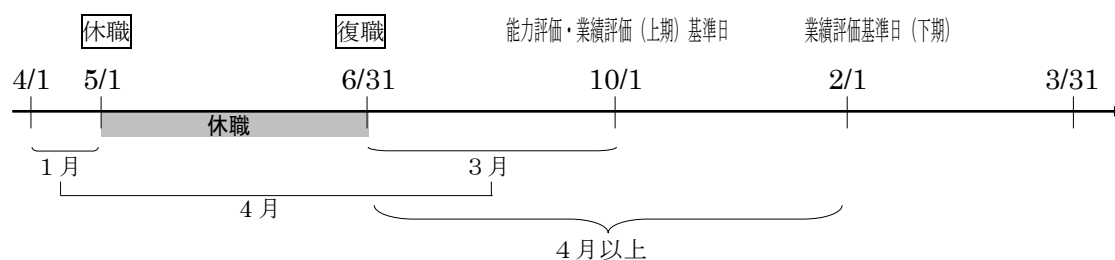 休職 復職 能力評価・業績評価（上期）基準日 業績評価基準日（下期）
4/1 5/1 6/31 10/1 2/1 3/31
休職
1月 3月
4月
4月以上